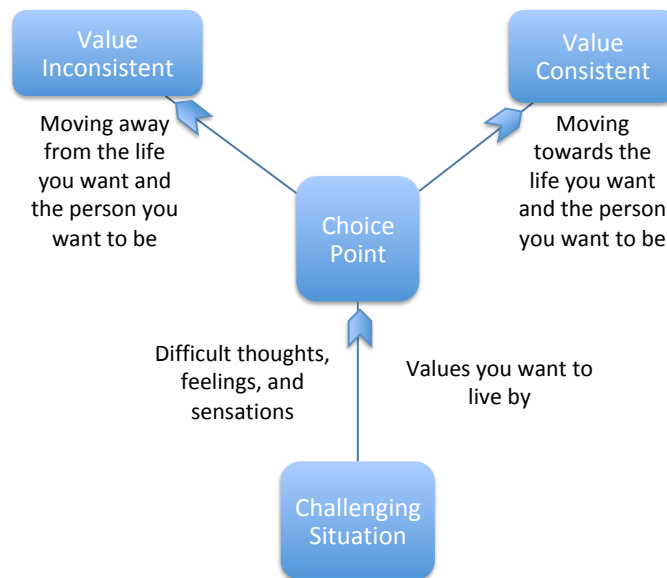 Value
Inconsistent
Value
Consistent
Moving away
from the life
you want and
the person you
want to be
Moving
towards the
life you want
and the person
you want to be
Choice
Point
Difficult thoughts,
feelings, and
sensations
Values you want to
live by
Challenging
Situation